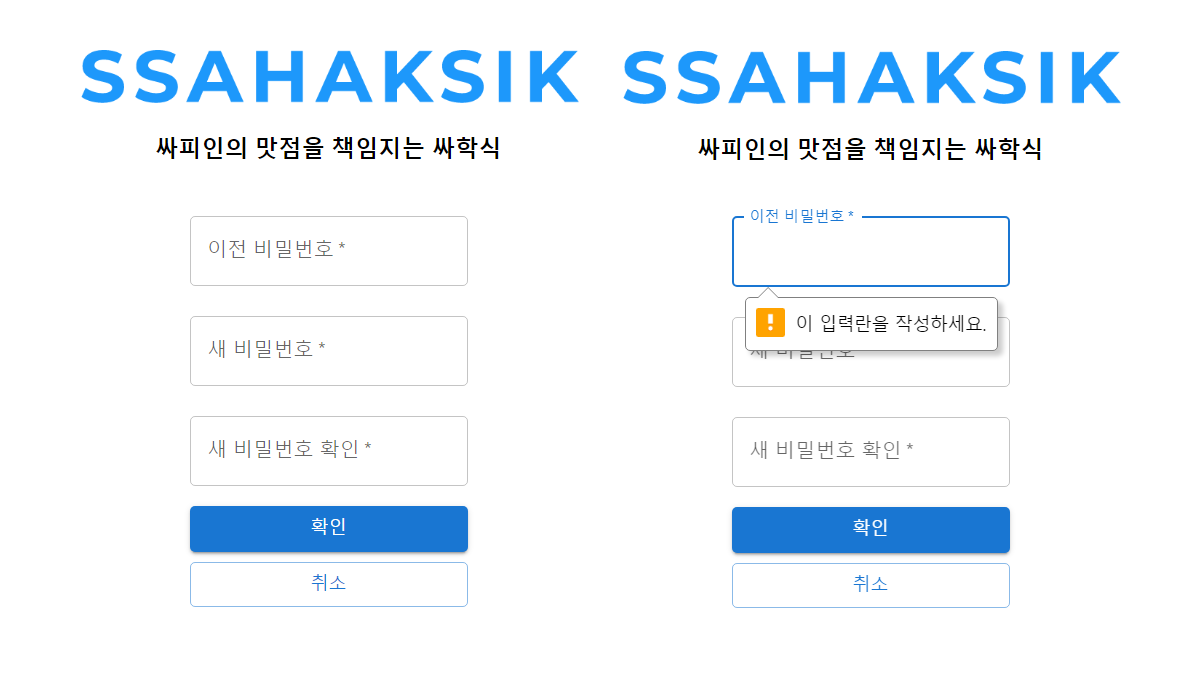 SSAHAKSIK
싸피인의 맛점을 책임지는 싸학식
이전 비밀번호 *
새 비밀번호 *
새 비밀번호 확인 *
확인
취소
SSAHAKSIK
싸피인의 맛점을 책임지는 싸학식
이전 비밀번호 *
이 입력란을 작성하세요.
새 비밀번호
새 비밀번호 확인 *
확인
취소